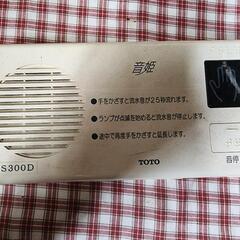 音姫
●手をかざすと流水音が25秒流れます。
●ランプが点滅を始めると流水音が停止します。
●途中で再度手をかざすと延長します。
S300D
TOTO
音停